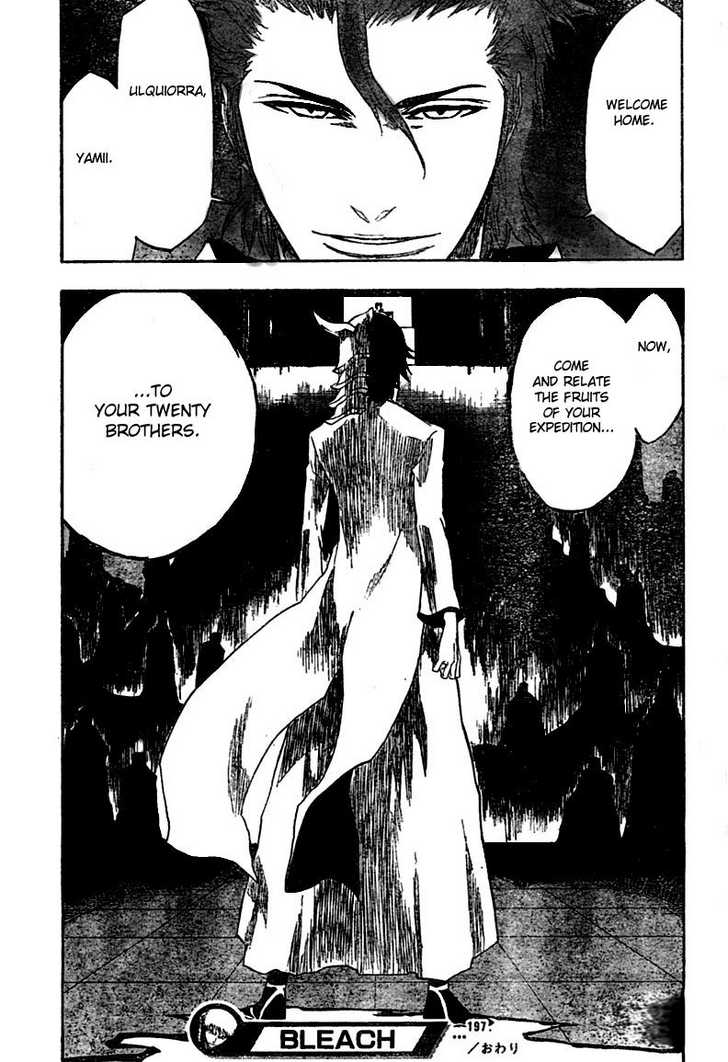 WELCOME
HOME.
ULQUIORRA,
YAMII.
NOW,
COME
AND RELATE
THE FRUITS
OF YOUR
EXPEDITION...
...TO
YOUR TWENTY
BROTHERS.
BLEACH
197.
...
/おわり